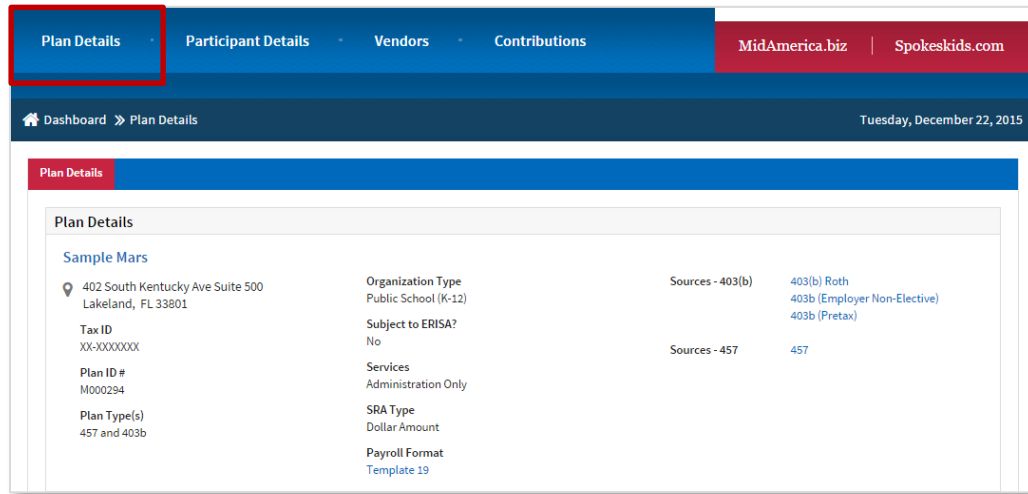 Plan Details
Participant Details
Vendors
Contributions
MidAmerica.biz | Spokeskids.com
Dashboard » Plan Details
Tuesday, December 22, 2015
Plan Details
Plan Details
Sample Mars
402 South Kentucky Ave Suite 500
Lakeland, FL 33801
Tax ID
XX-XXXXXXX
Plan ID #
M000294
Plan Type(s)
457 and 403b
Organization Type
Public School (K-12)
Subject to ERISA?
No
Services
Administration Only
SRA Type
Dollar Amount
Payroll Format
Template 19
Sources - 403(b)
403(b) Roth
403b (Employer Non-Elective)
403b (Pretax)
Sources - 457
457